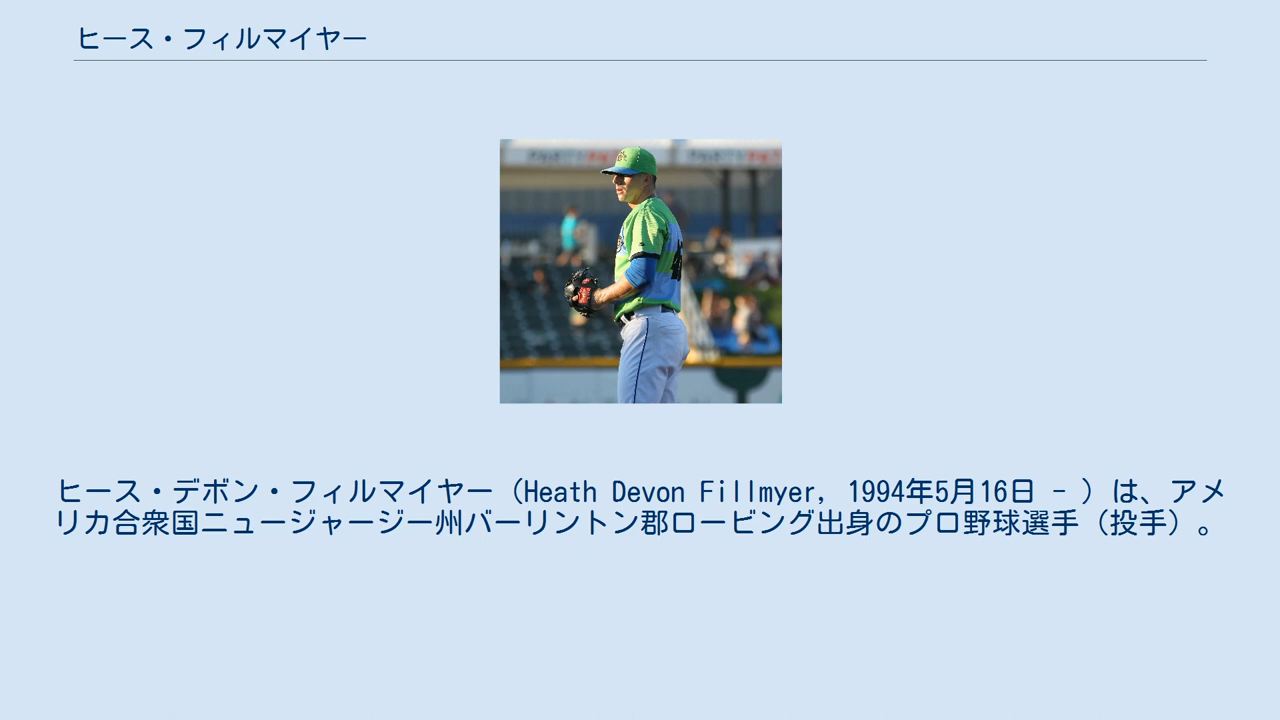 ヒース・フィルマイヤー
ヒース・デボン・フィルマイヤー（Heath Devon Fillmyer, 1994年5月16日 - ）は、アメ
リカ合衆国ニュージャージー州バーリントン郡ロービング出身のプロ野球選手（投手）。